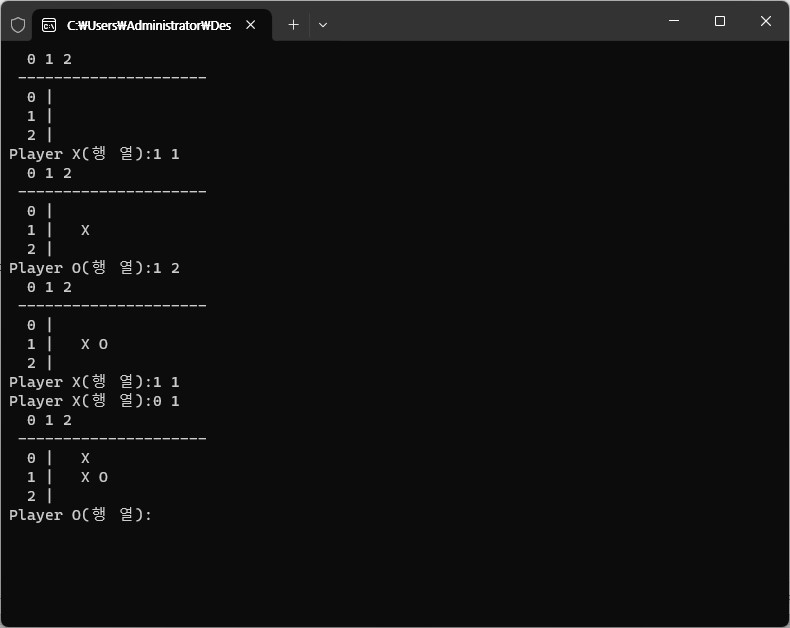 C:₩Users₩Administrator₩Des
  0 1 2
 ---------------------
  0 |
  1 |
  2 |
Player X(행 열):1 1
  0 1 2
 ---------------------
  0 |
  1 |   X
  2 |
Player O(행 열):1 2
  0 1 2
 ---------------------
  0 |
  1 |   X O
  2 |
Player X(행 열):1 1
Player X(행 열):0 1
  0 1 2
 ---------------------
  0 |   X
  1 |   X O
  2 |
Player O(행 열):